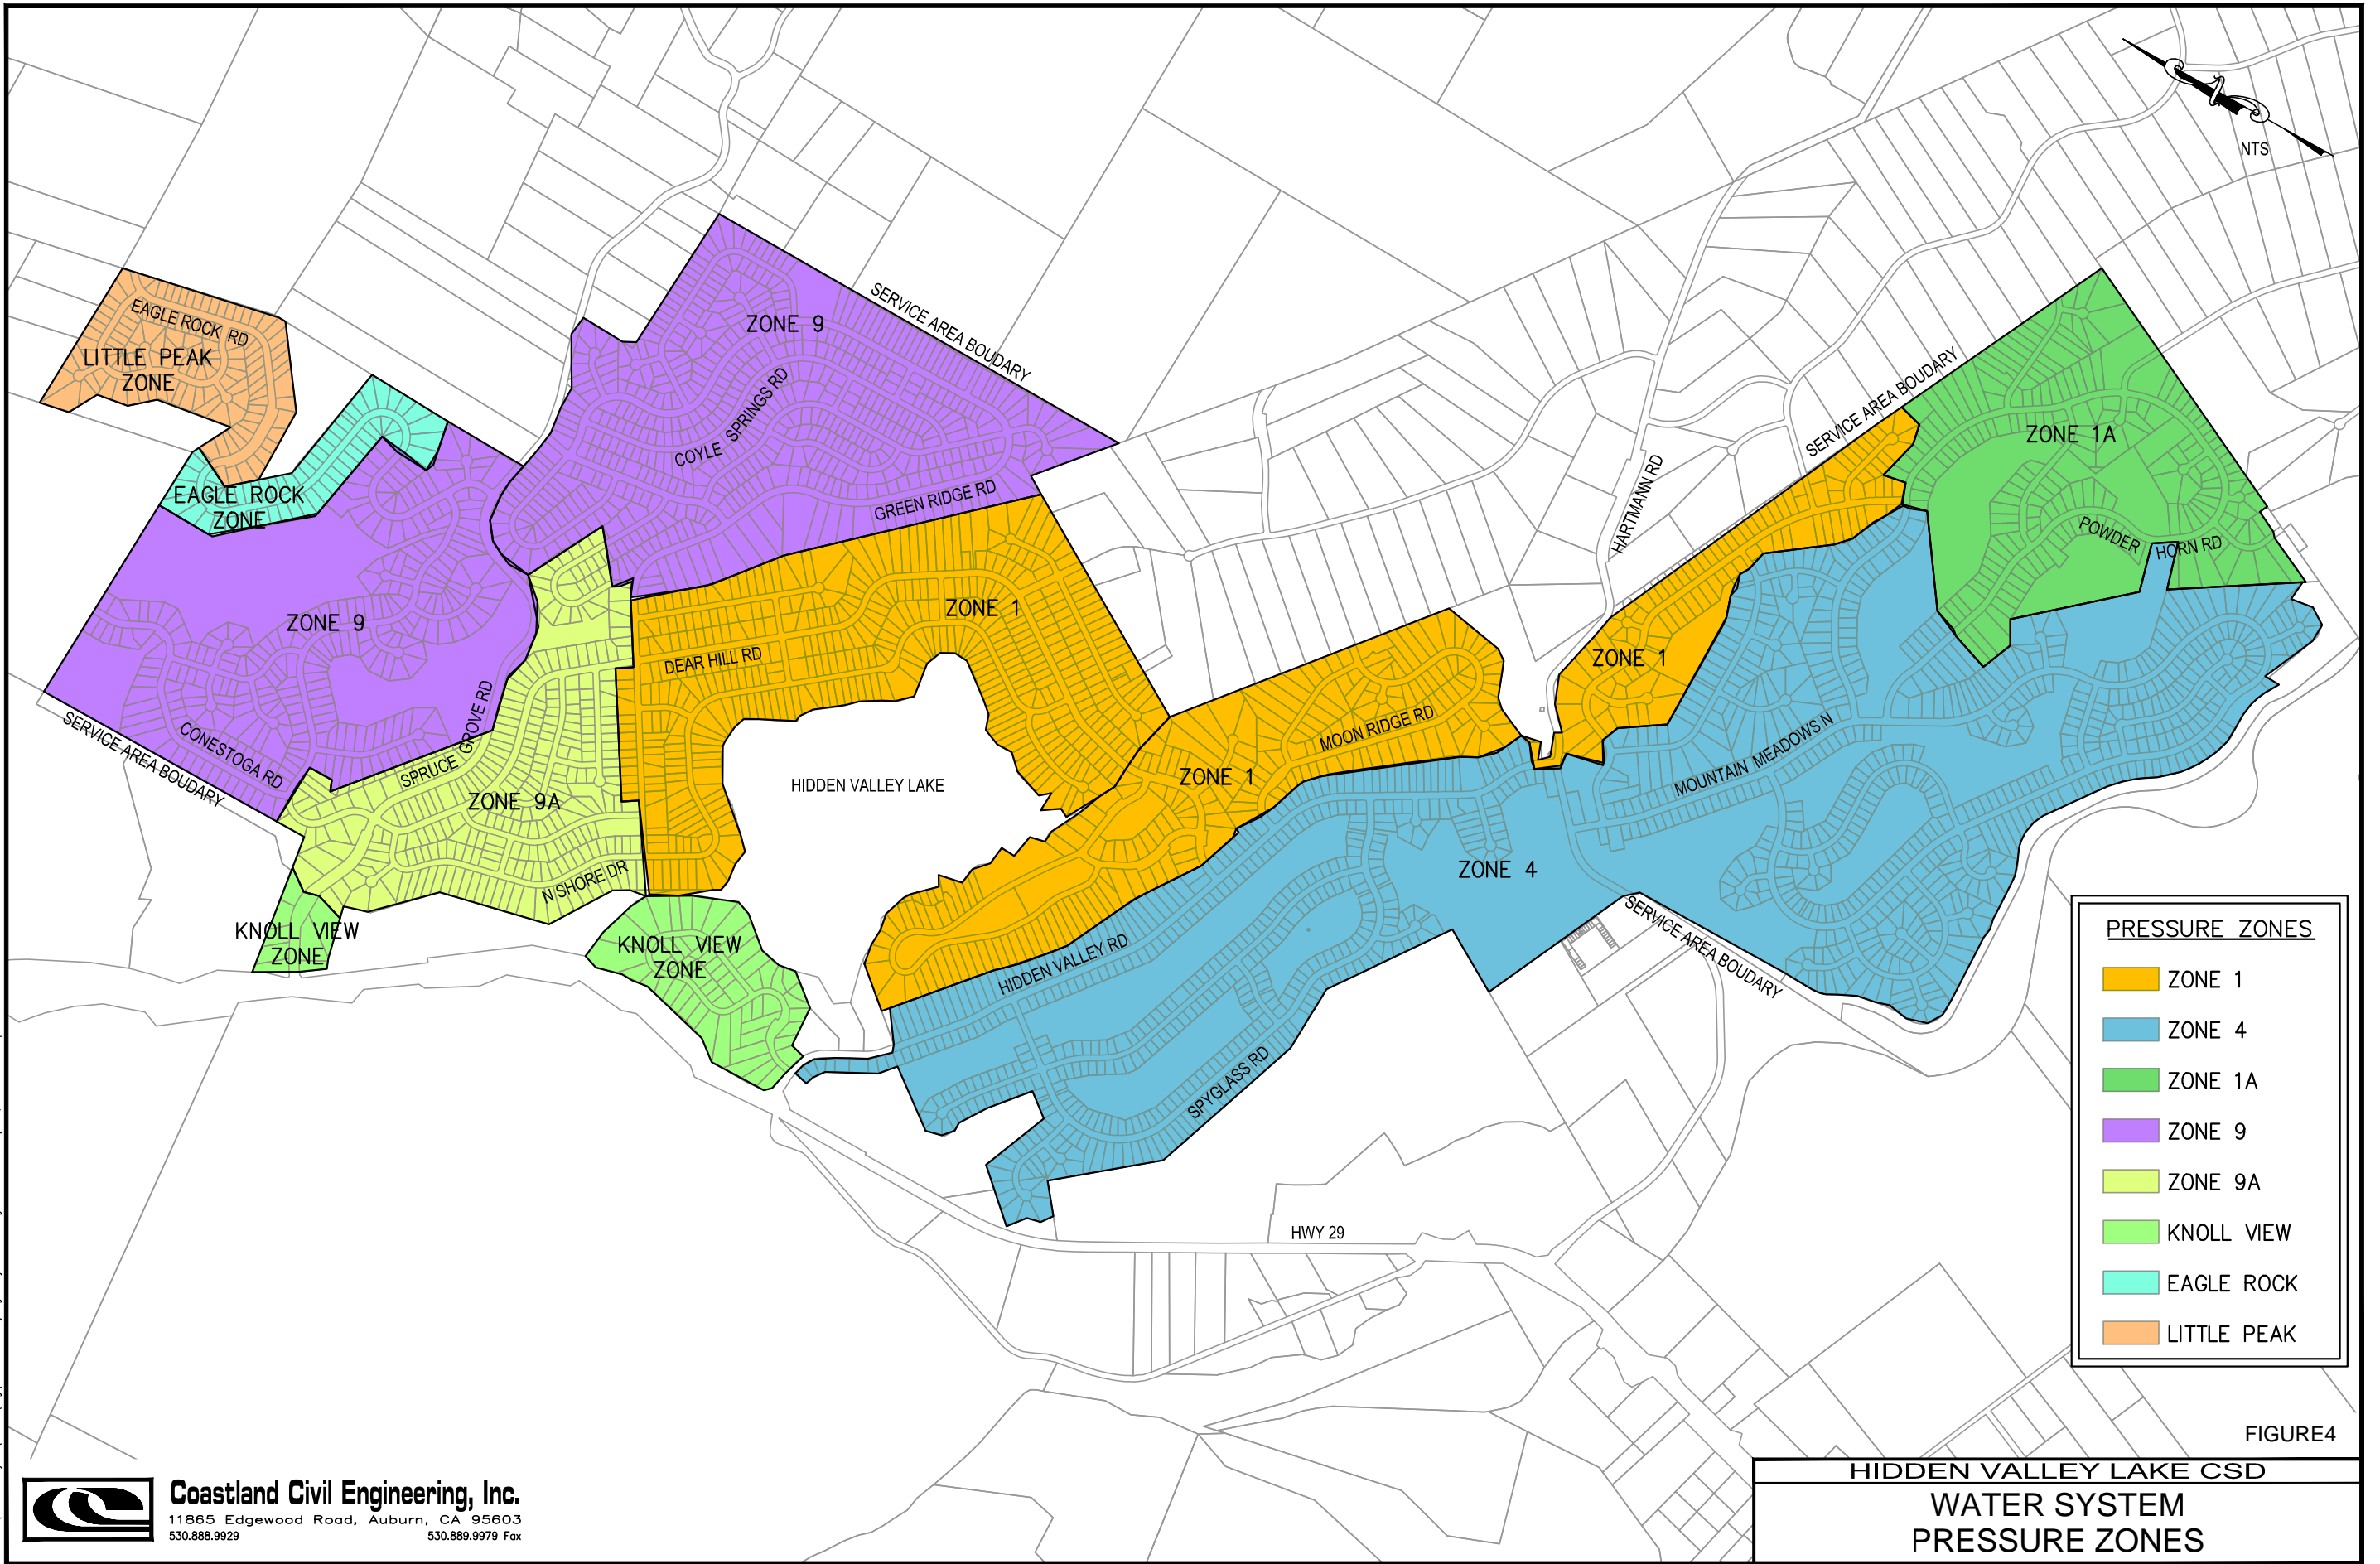 NTS
EAGLE ROCK RD
LITTLE PEAK
ZONE
ZONE 9
SERVICE AREA BOUDARY
COYLE SPRINGS RD
GREEN RIDGE RD
EAGLE ROCK
ZONE
ZONE 9
CONESTOGA RD
SERVICE AREA BOUDARY
SPRUCE GROVE RD
ZONE 9A
N SHORE DR
KNOLL VIEW
ZONE
KNOLL VIEW
ZONE
ZONE 1
DEAR HILL RD
HIDDEN VALLEY LAKE
ZONE 1
MOON RIDGE RD
HARTMANN RD
ZONE 1
SERVICE AREA BOUDARY
ZONE 1A
POWDER HORN RD
MOUNTAIN MEADOWS N
ZONE 4
HIDDEN VALLEY RD
SPYGLASS RD
SERVICE AREA BOUDARY
HWY 29
PRESSURE ZONES
ZONE 1
ZONE 4
ZONE 1A
ZONE 9
ZONE 9A
KNOLL VIEW
EAGLE ROCK
LITTLE PEAK
FIGURE4
HIDDEN VALLEY LAKE CSD
WATER SYSTEM
PRESSURE ZONES
Coastland Civil Engineering, Inc.
11865 Edgewood Road, Auburn, CA 95603
530.888.9929 530.889.9979 Fax